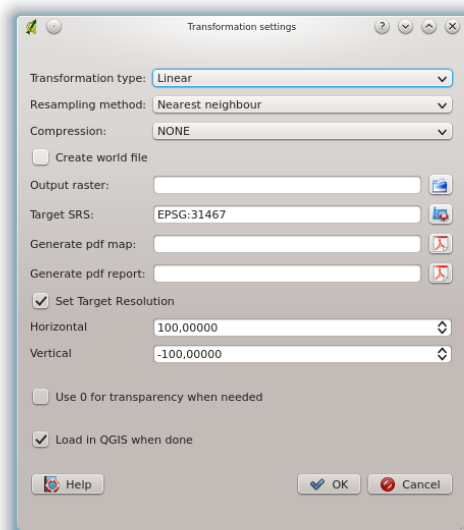 Transformation settings
Transformation type: Linear
Resampling method: Nearest neighbour
Compression: NONE
Create world file
Output raster:
Target SRS: EPSG:31467
Generate pdf map:
Generate pdf report:
Set Target Resolution
Horizontal 100,00000
Vertical -100,00000
Use 0 for transparency when needed
Load in QGIS when done
Help OK Cancel